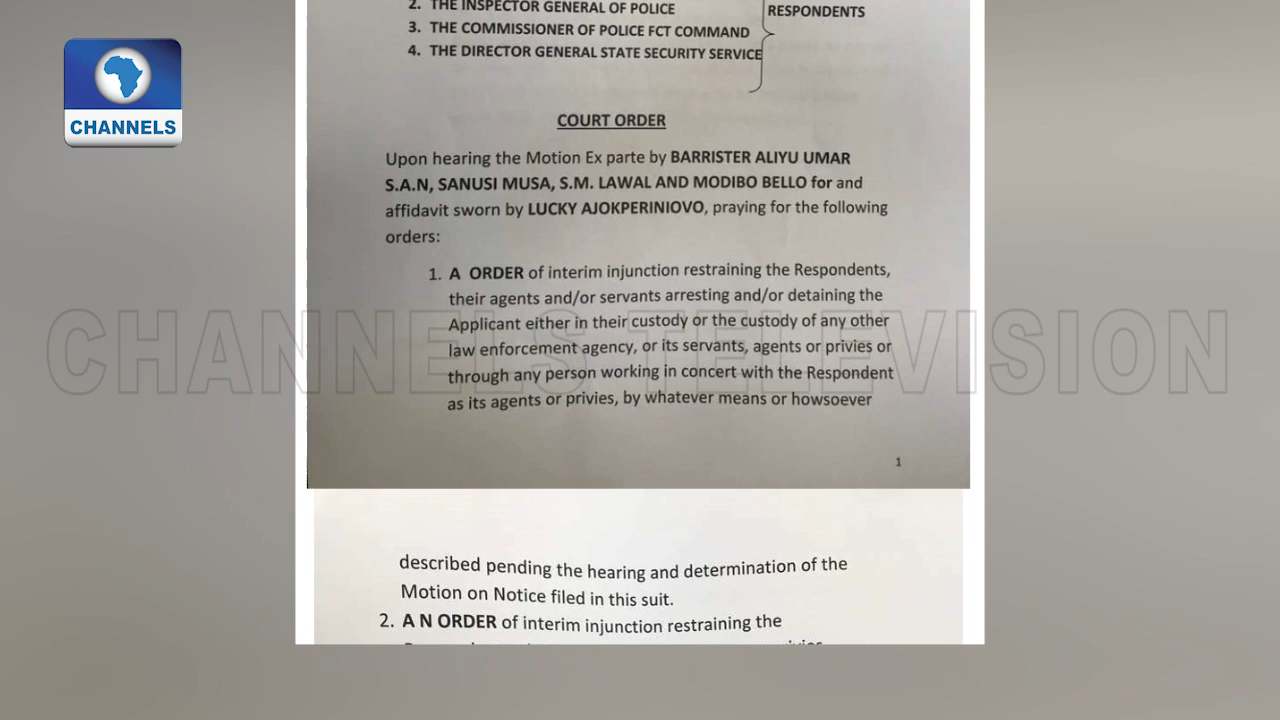 CHANNELS
2. THE INSPECTOR GENERAL OF POLICE
RESPONDENTS
3. THE COMMISSIONER OF POLICE FCT COMMAND
4. THE DIRECTOR GENERAL STATE SECURITY SERVICE
COURT ORDER
Upon hearing the Motion Ex parte by BARRISTER ALIYU UMAR
S.A.N, SANUSI MUSA, S.M. LAWAL AND MODIBO BELLO for and
affidavit sworn by LUCKY AJOKPERINIOVO, praying for the following
orders:
1. A ORDER of interim injunction restraining the Respondents,
their agents and/or servants arresting and/or detaining the
Applicant either in their custody or the custody of any other
law enforcement agency, or its servants, agents or privies or
through any person working in concert with the Respondent
as its agents or privies, by whatever means or howsoever
1
described pending the hearing and determination of the
Motion on Notice filed in this suit.
2. A N ORDER of interim injunction restraining the
CHANNELS TELEVISION